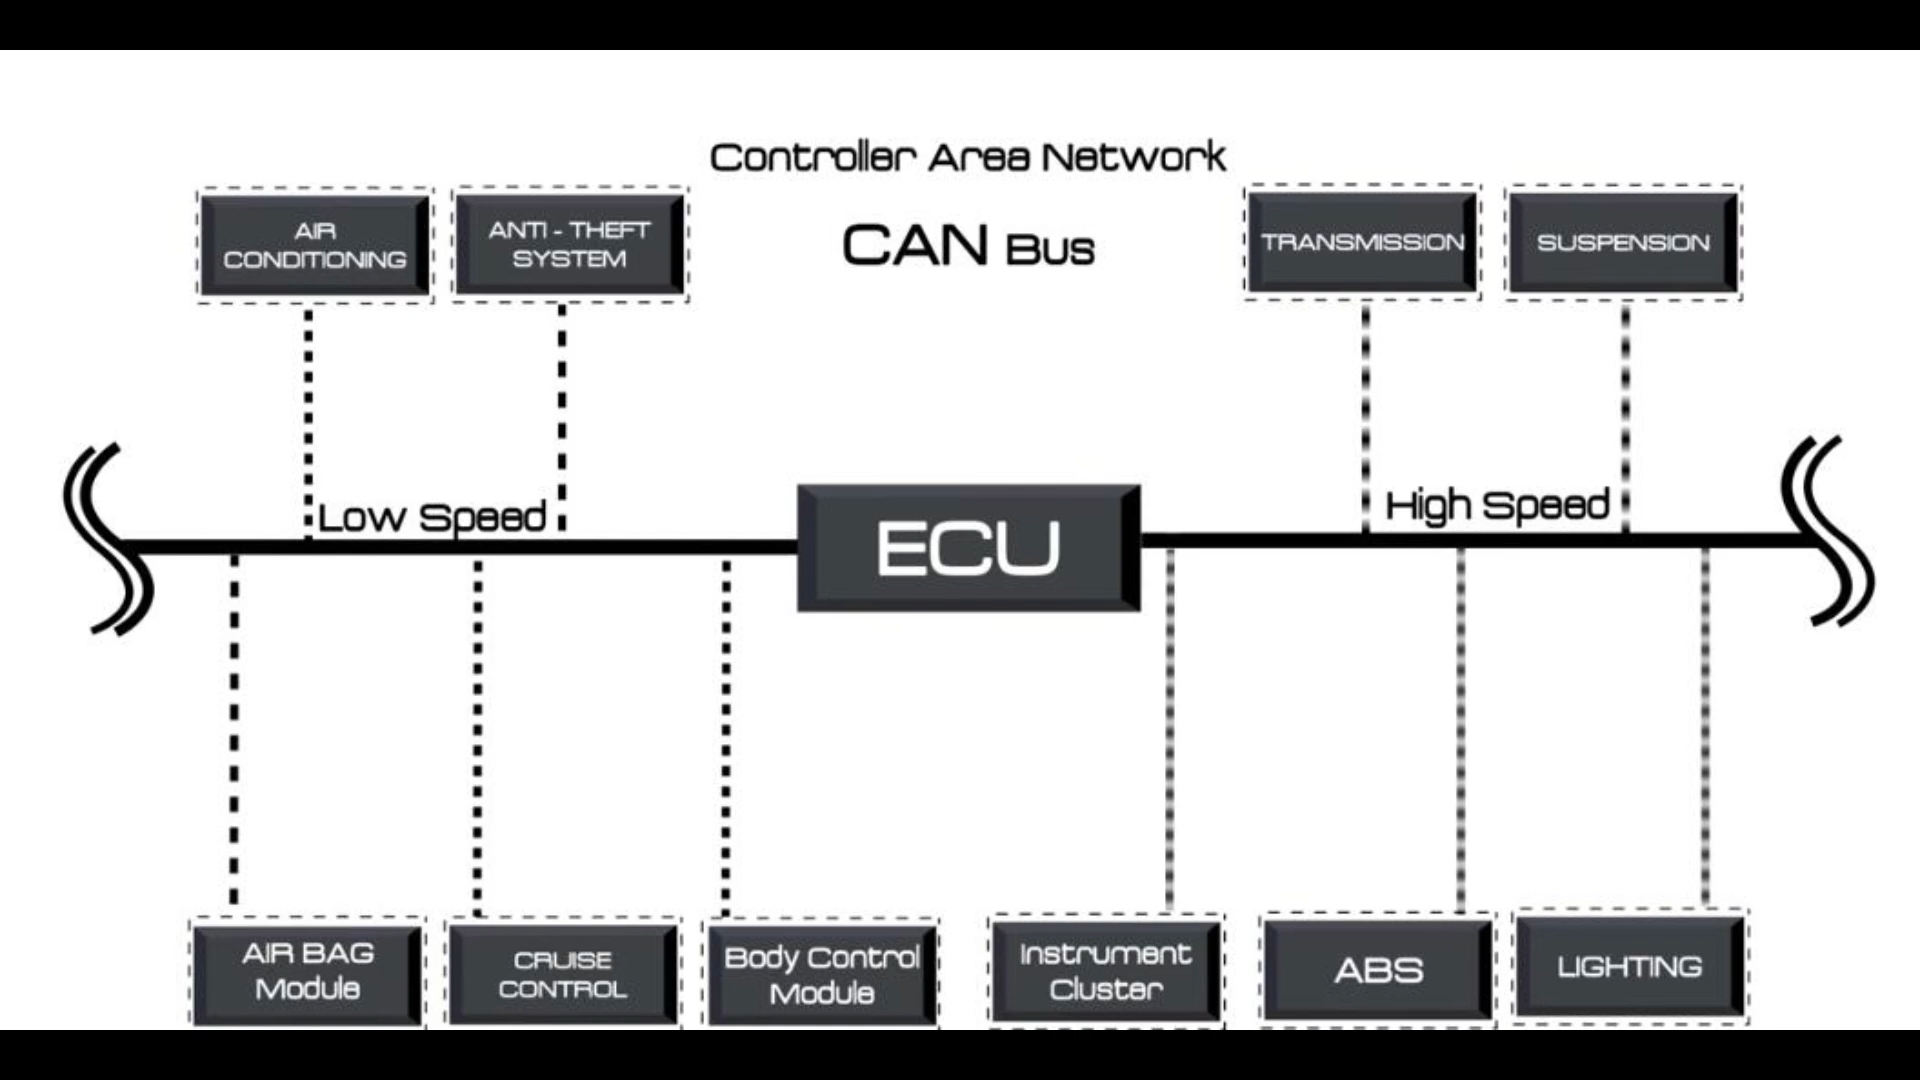 Controller Area Network
CAN Bus
AIR
CONDITIONING
ANTI - THEFT
SYSTEM
TRANSMISSION
SUSPENSION
Low Speed
ECU
High Speed
AIR BAG
Module
CRUISE
CONTROL
Body Control
Module
Instrument
Cluster
ABS
LIGHTING